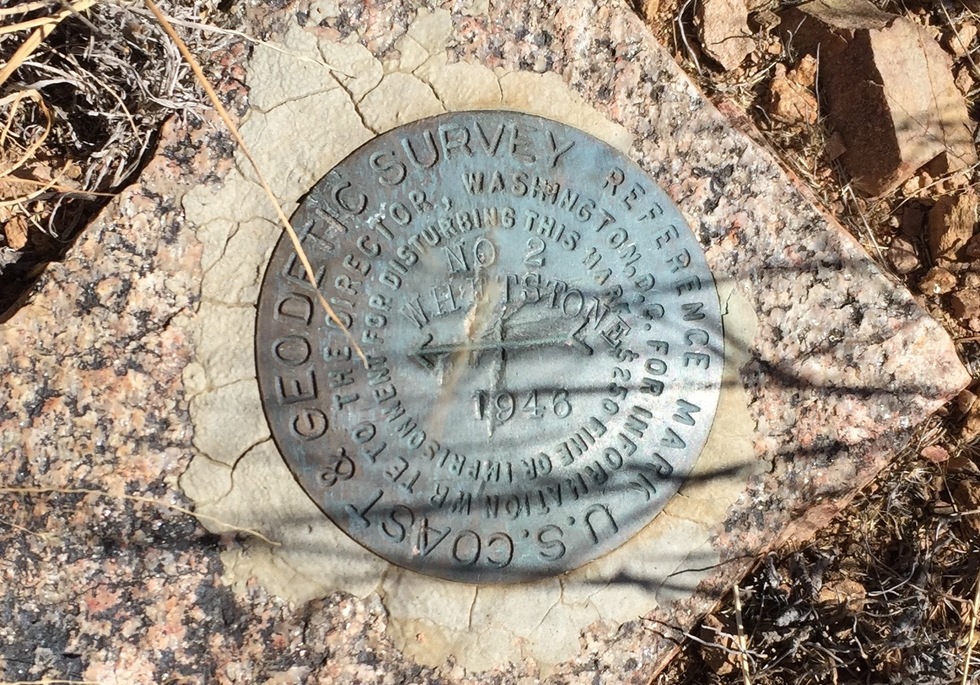 U.S. COAST & GEODETIC SURVEY REFERENCE MARK
FOR INFORMATION WRITE TO THE DIRECTOR, WASHINGTON, D.C.
$250 FINE OR IMPRISONMENT FOR DISTURBING THIS MARK.
NO 2
WHETSTONE
1946